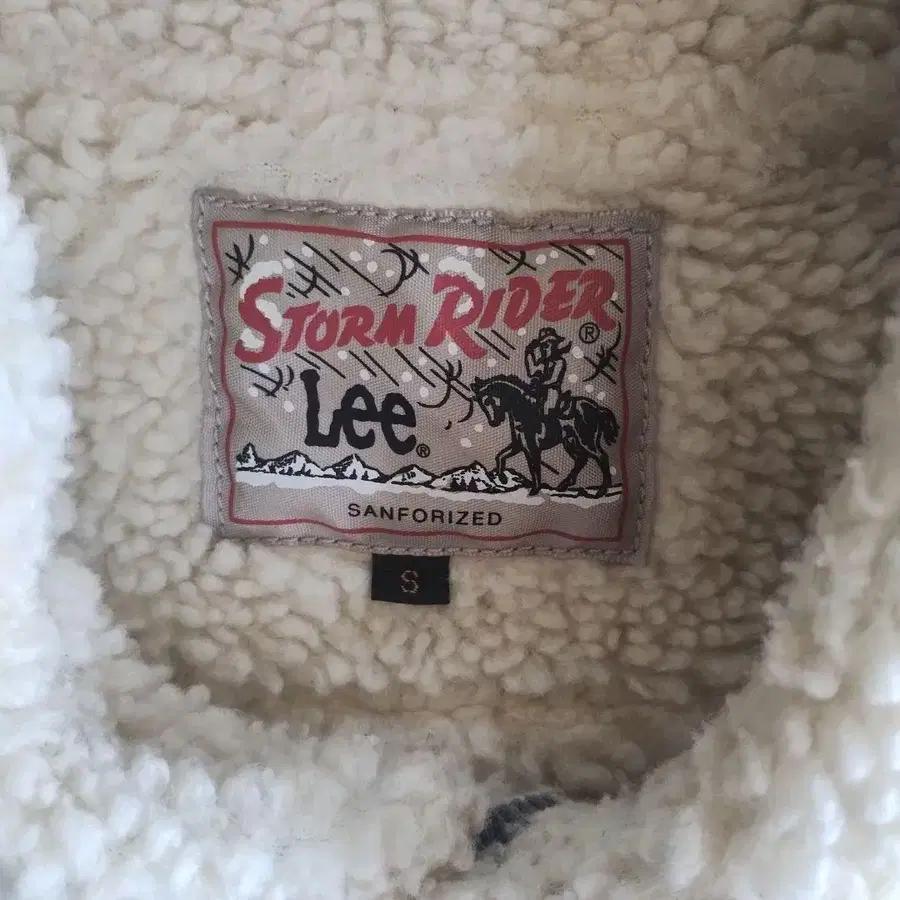 STORM RIDER ®
Lee ®
SANFORIZED
S